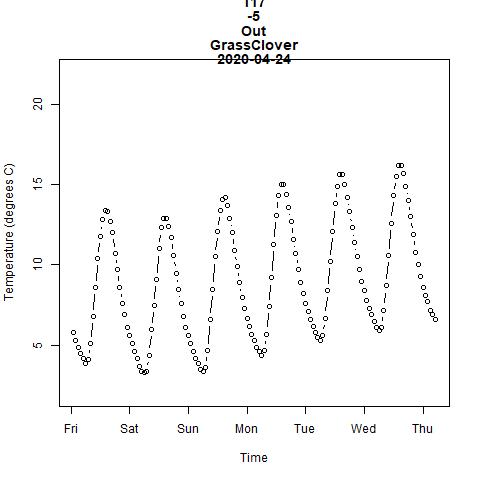 117
-5
Out
GrassClover
2020-04-24
Temperature (degrees C)
20
15
10
5
Fri Sat Sun Mon Tue Wed Thu
Time